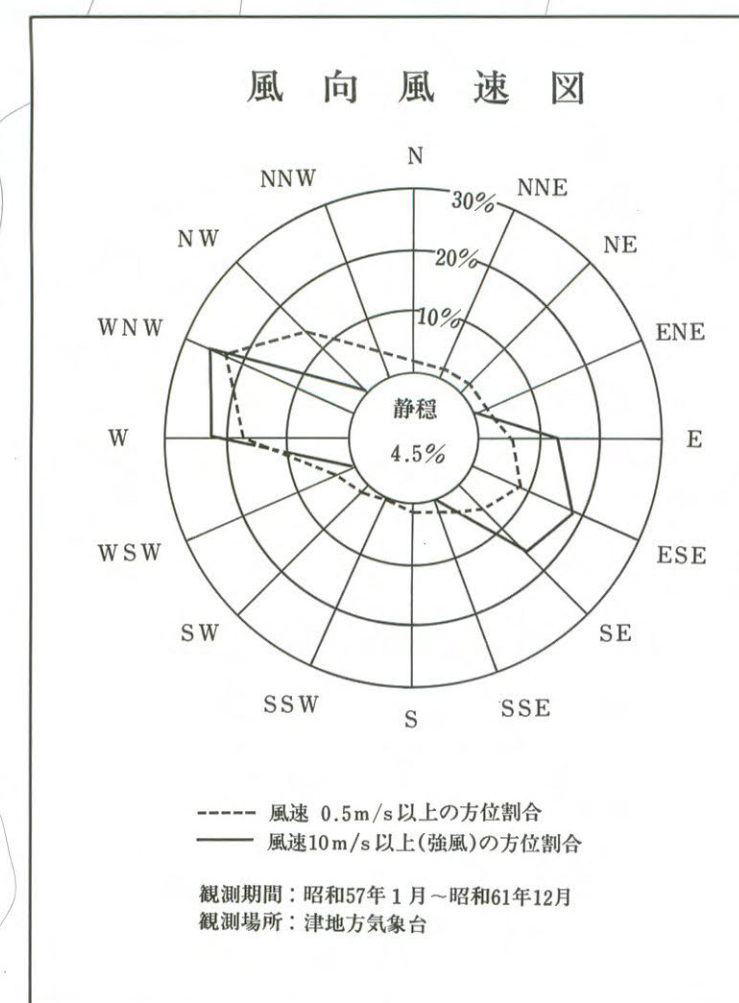 風向風速図
N
NNW
NNE
30%
NW
NE
20%
WNW
ENE
10%
静穏
W
4.5%
E
WSW
ESE
SW
SE
SSW
SSE
S
風速 0.5m/s以上の方位割合
風速10m/s以上(強風)の方位割合
観測期間：昭和57年1月～昭和61年12月
観測場所：津地方気象台